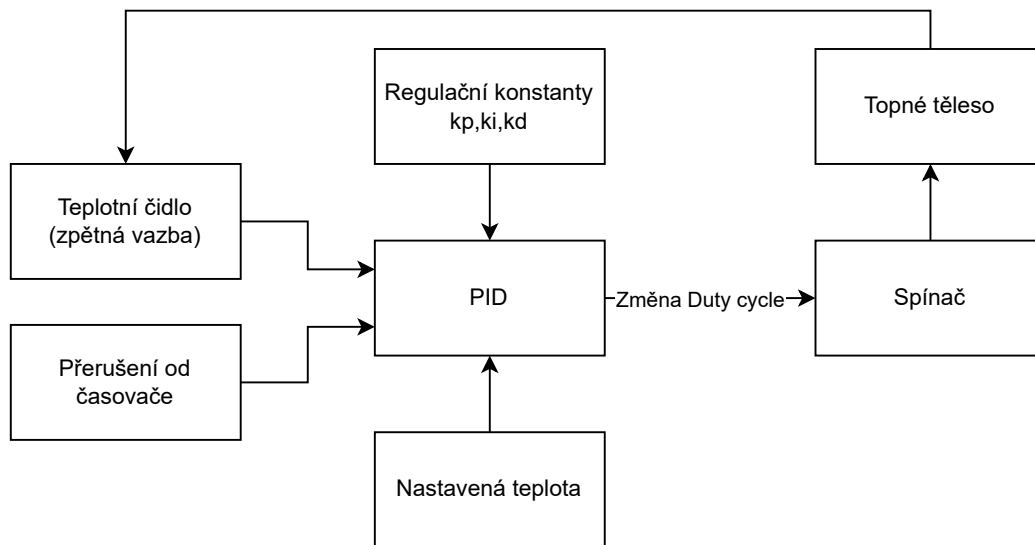 Regulační konstanty
kp,ki,kd
Topné těleso
Teplotní čidlo
(zpětná vazba)
PID
Změna Duty cycle
Spínač
Přerušení od
časovače
Nastavená teplota